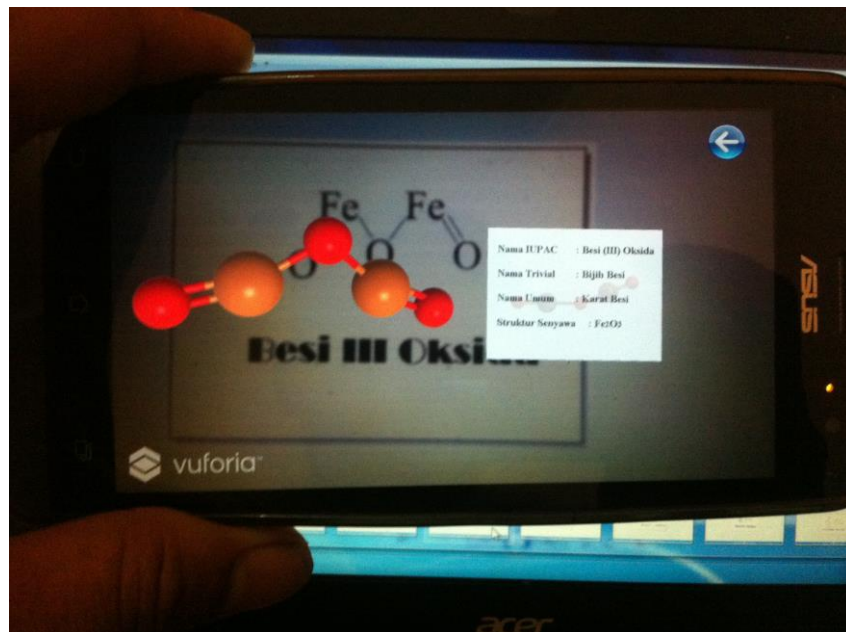 Fe Fe
O O O
Besi III Oksida
Nama IUPAC : Besi (III) Oksida
Nama Trivial : Bijih Besi
Nama Umum : Karat Besi
Struktur Senyawa : Fe2O3
vuforia™
ASUS
acer